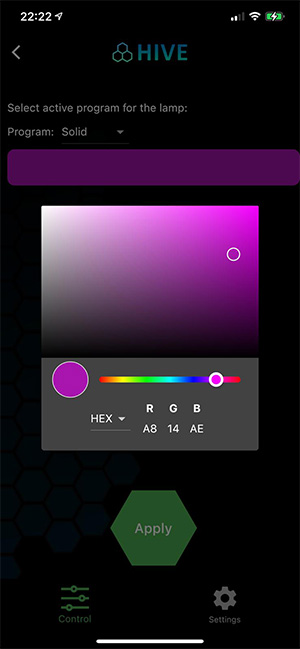 22:22
HIVE
Select active program for the lamp:
Program: Solid
HEX R G B
A8 14 AE
Apply
Control Settings